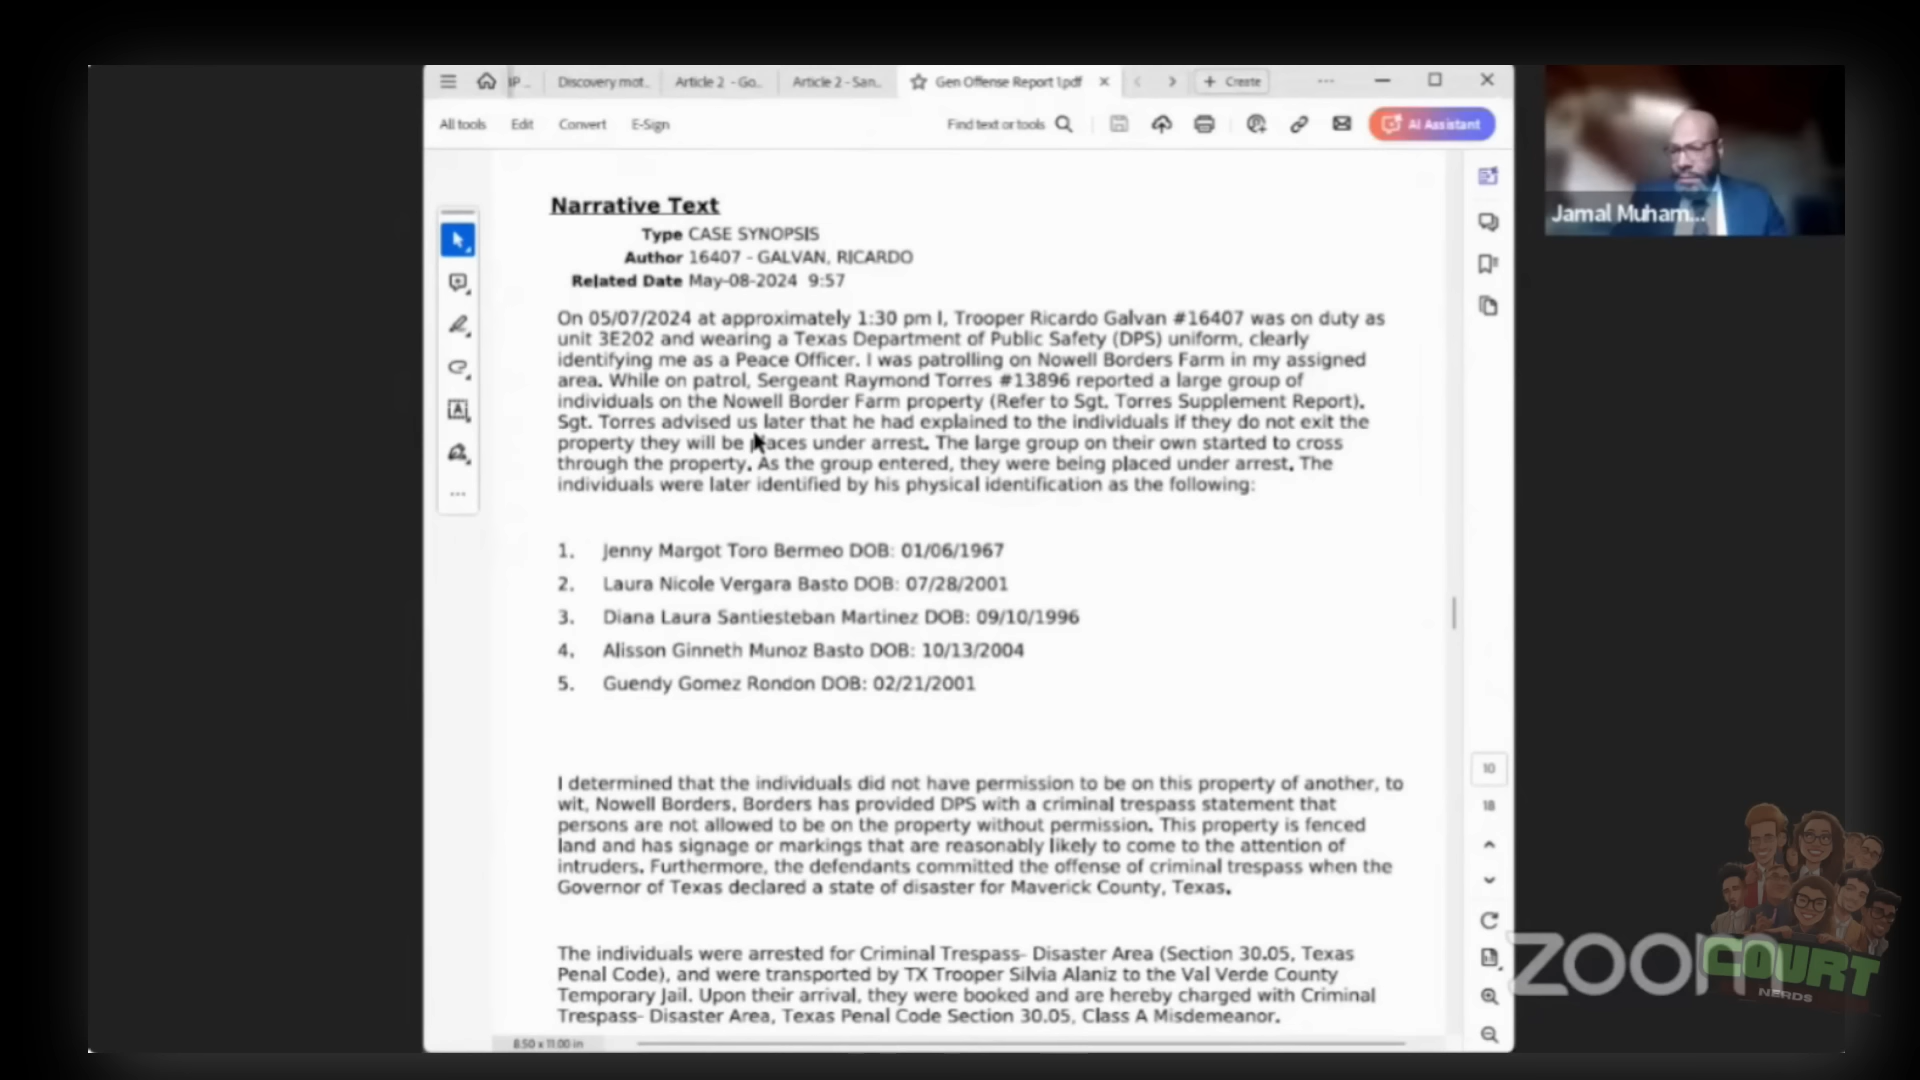 IP...
Discovery mot...
Article 2 - Go...
Article 2 - San...
Gen Offense Report 1.pdf
+ Create
All tools
Edit
Convert
E-Sign
Find text or tools
AI Assistant
Jamal Muham...
Narrative Text
Type CASE SYNOPSIS
Author 16407 - GALVAN, RICARDO
Related Date May-08-2024 9:57
On 05/07/2024 at approximately 1:30 pm I, Trooper Ricardo Galvan #16407 was on duty as
unit 3E202 and wearing a Texas Department of Public Safety (DPS) uniform, clearly
identifying me as a Peace Officer. I was patrolling on Nowell Borders Farm in my assigned
area. While on patrol, Sergeant Raymond Torres #13896 reported a large group of
individuals on the Nowell Border Farm property (Refer to Sgt. Torres Supplement Report).
Sgt. Torres advised us later that he had explained to the individuals if they do not exit the
property they will be places under arrest. The large group on their own started to cross
through the property. As the group entered, they were being placed under arrest. The
individuals were later identified by his physical identification as the following:
1. Jenny Margot Toro Bermeo DOB: 01/06/1967
2. Laura Nicole Vergara Basto DOB: 07/28/2001
3. Diana Laura Santiesteban Martinez DOB: 09/10/1996
4. Alisson Ginneth Munoz Basto DOB: 10/13/2004
5. Guendy Gomez Rondon DOB: 02/21/2001
I determined that the individuals did not have permission to be on this property of another, to
wit, Nowell Borders, Borders has provided DPS with a criminal trespass statement that
persons are not allowed to be on the property without permission. This property is fenced
land and has signage or markings that are reasonably likely to come to the attention of
intruders. Furthermore, the defendants committed the offense of criminal trespass when the
Governor of Texas declared a state of disaster for Maverick County, Texas.
The individuals were arrested for Criminal Trespass- Disaster Area (Section 30.05, Texas
Penal Code), and were transported by TX Trooper Silvia Alaniz to the Val Verde County
Temporary Jail. Upon their arrival, they were booked and are hereby charged with Criminal
Trespass- Disaster Area, Texas Penal Code Section 30.05, Class A Misdemeanor.
8.50 x 11.00 in
10
18
zoom
COURT
NERDS